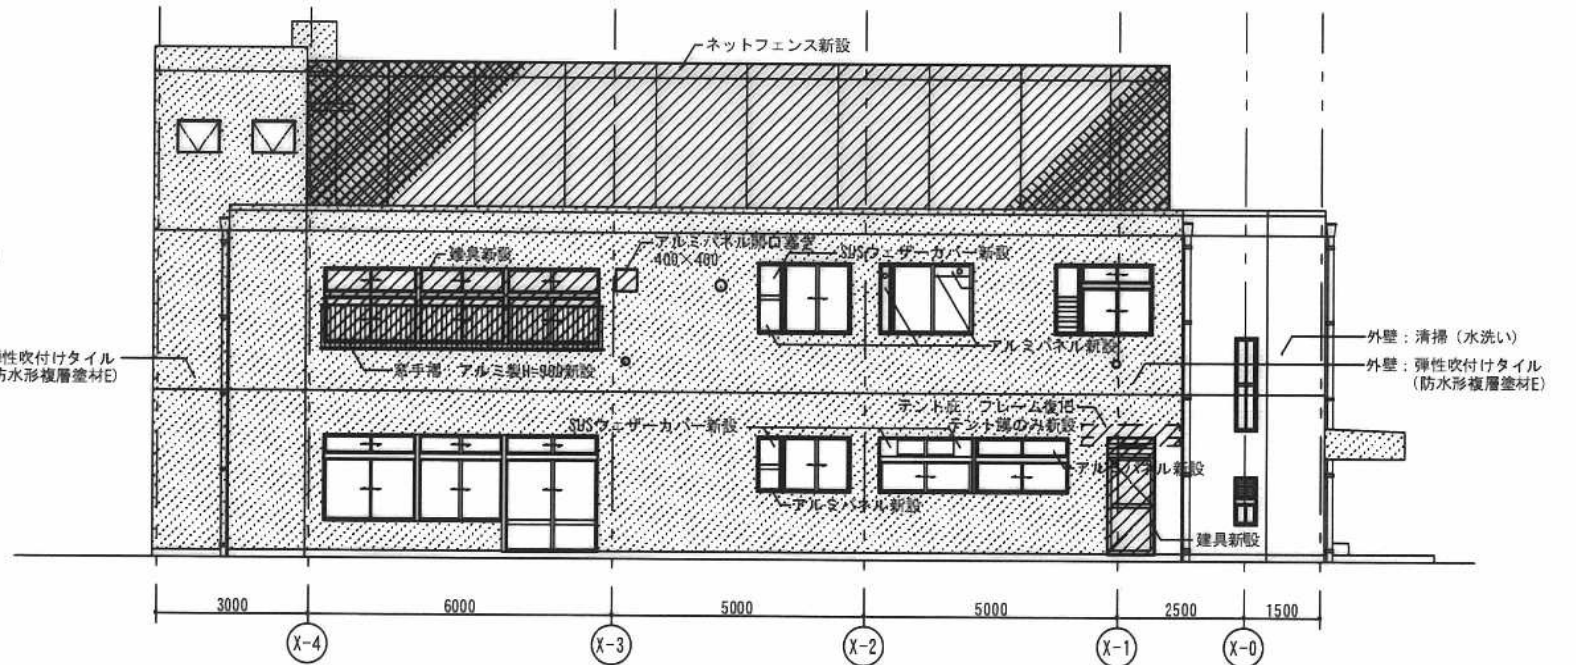 ネットフェンス新設
アルミパネル開口塞ぎ
400×400
建具新設
SUSウェザーカバー新設
アルミパネル新設
外壁：清掃（水洗い）
弾性吹付けタイル
防水形複層塗材E)
外壁：弾性吹付けタイル
（防水形複層塗材E)
アルミ製H=900新設
テント庇：フレーム復旧
テント膜のみ新設
SUSウェザーカバー新設
アルミパネル新設
アルミパネル新設
建具新設
3000
6000
5000
5000
2500
1500
X-4
X-3
X-2
X-1
X-0